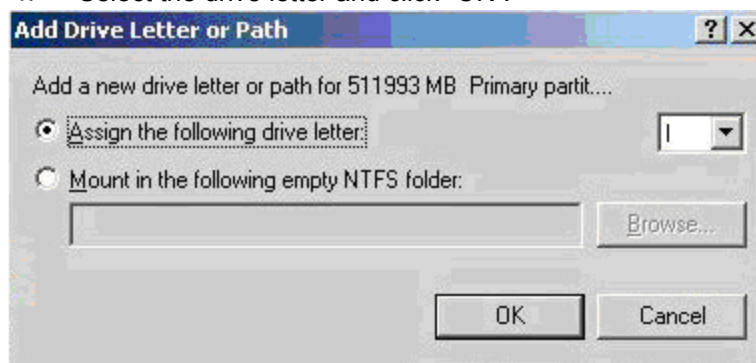 Add Drive Letter or Path
Add a new drive letter or path for 511993 MB Primary partit....
Assign the following drive letter: I
Mount in the following empty NTFS folder:
Browse...
OK Cancel